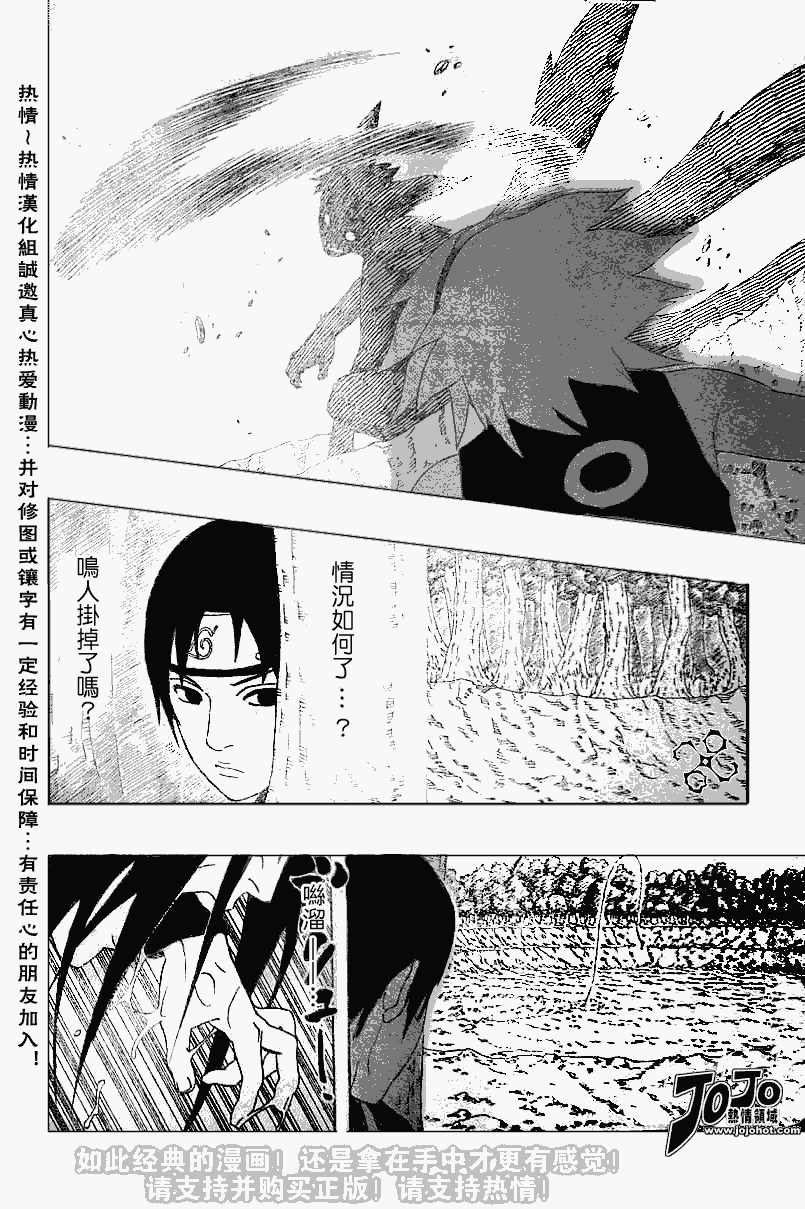 热情~热情漢化組誠邀真心热爱動漫…并对修图或镶字有一定经验和时间保障…有责任心的朋友加入!
情況如何了…?
鳴人掛掉了嗎?
噝溜——…
JOJO
熱情領域
www.jojohot.com
如此经典的漫画!还是拿在手中才更有感觉!
请支持并购买正版!请支持热情!